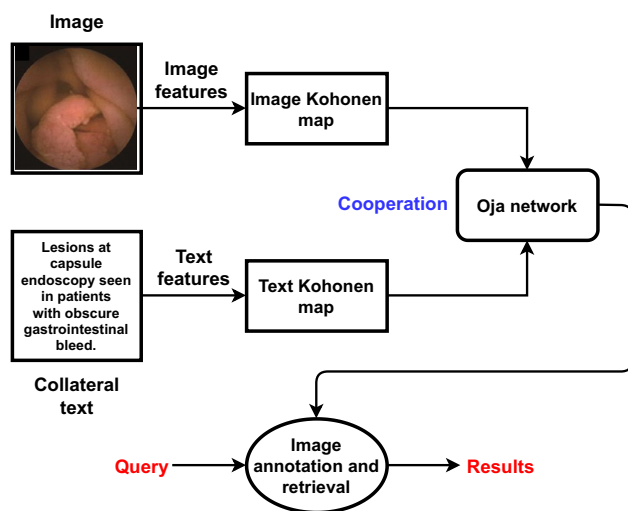 Image
Image
features
Image Kohonen
map
Cooperation
Oja network
Lesions at
capsule
endoscopy seen
in patients
with obscure
gastrointestinal
bleed.
Text
features
Text Kohonen
map
Collateral
text
Query
Image
annotation and
retrieval
Results